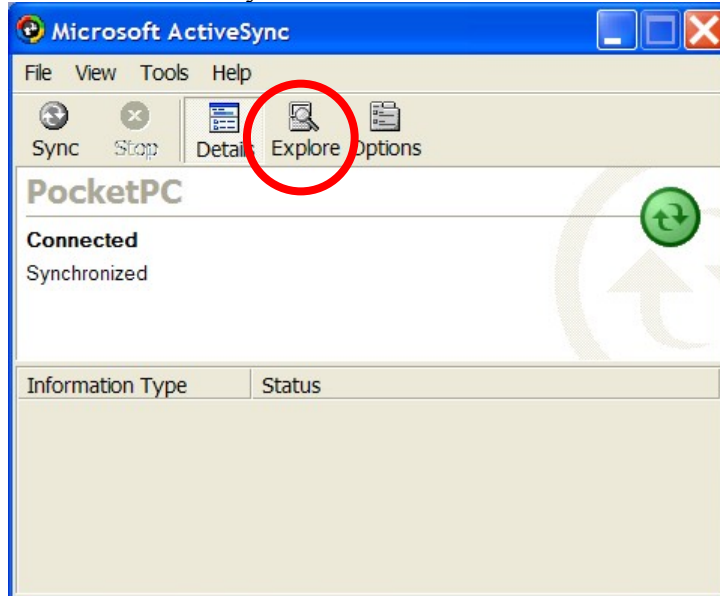 Microsoft ActiveSync
File View Tools Help
Sync Stop Details Explore Options
PocketPC
Connected
Synchronized
Information Type Status